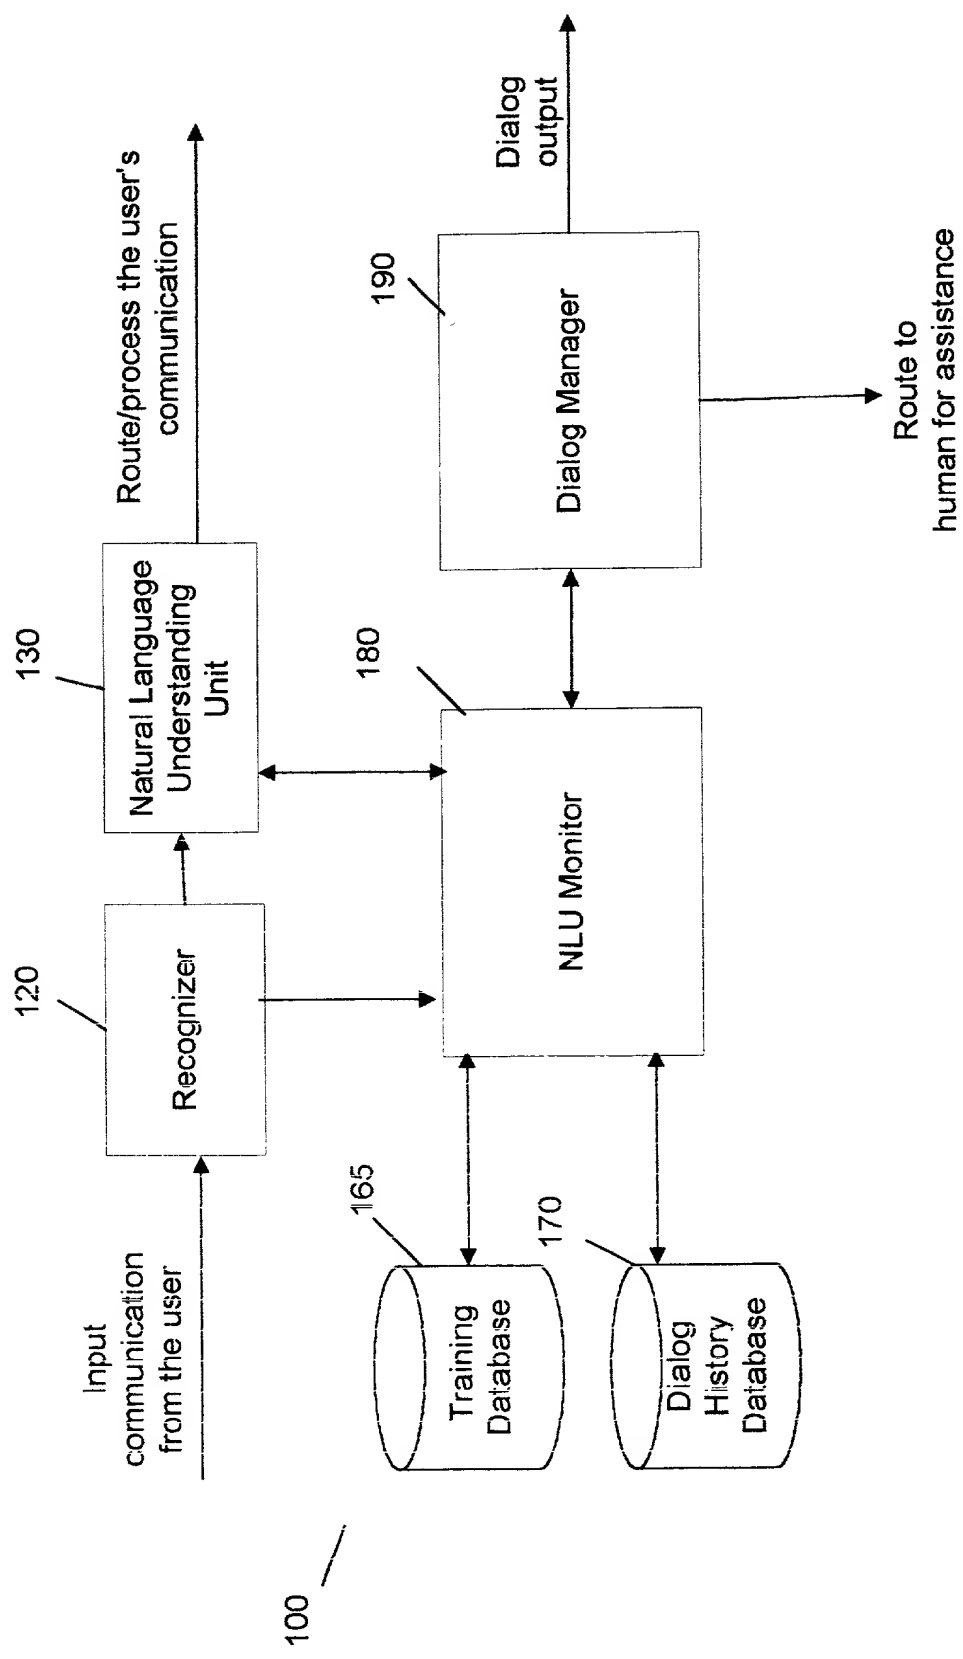 Input
communication
from the user
120
Recognizer
130
Natural Language
Understanding
Unit
Route/process the user's
communication
165
Training
Database
170
Dialog
History
Database
180
NLU Monitor
190
Dialog Manager
Dialog
output
Route to
human for assistance
100